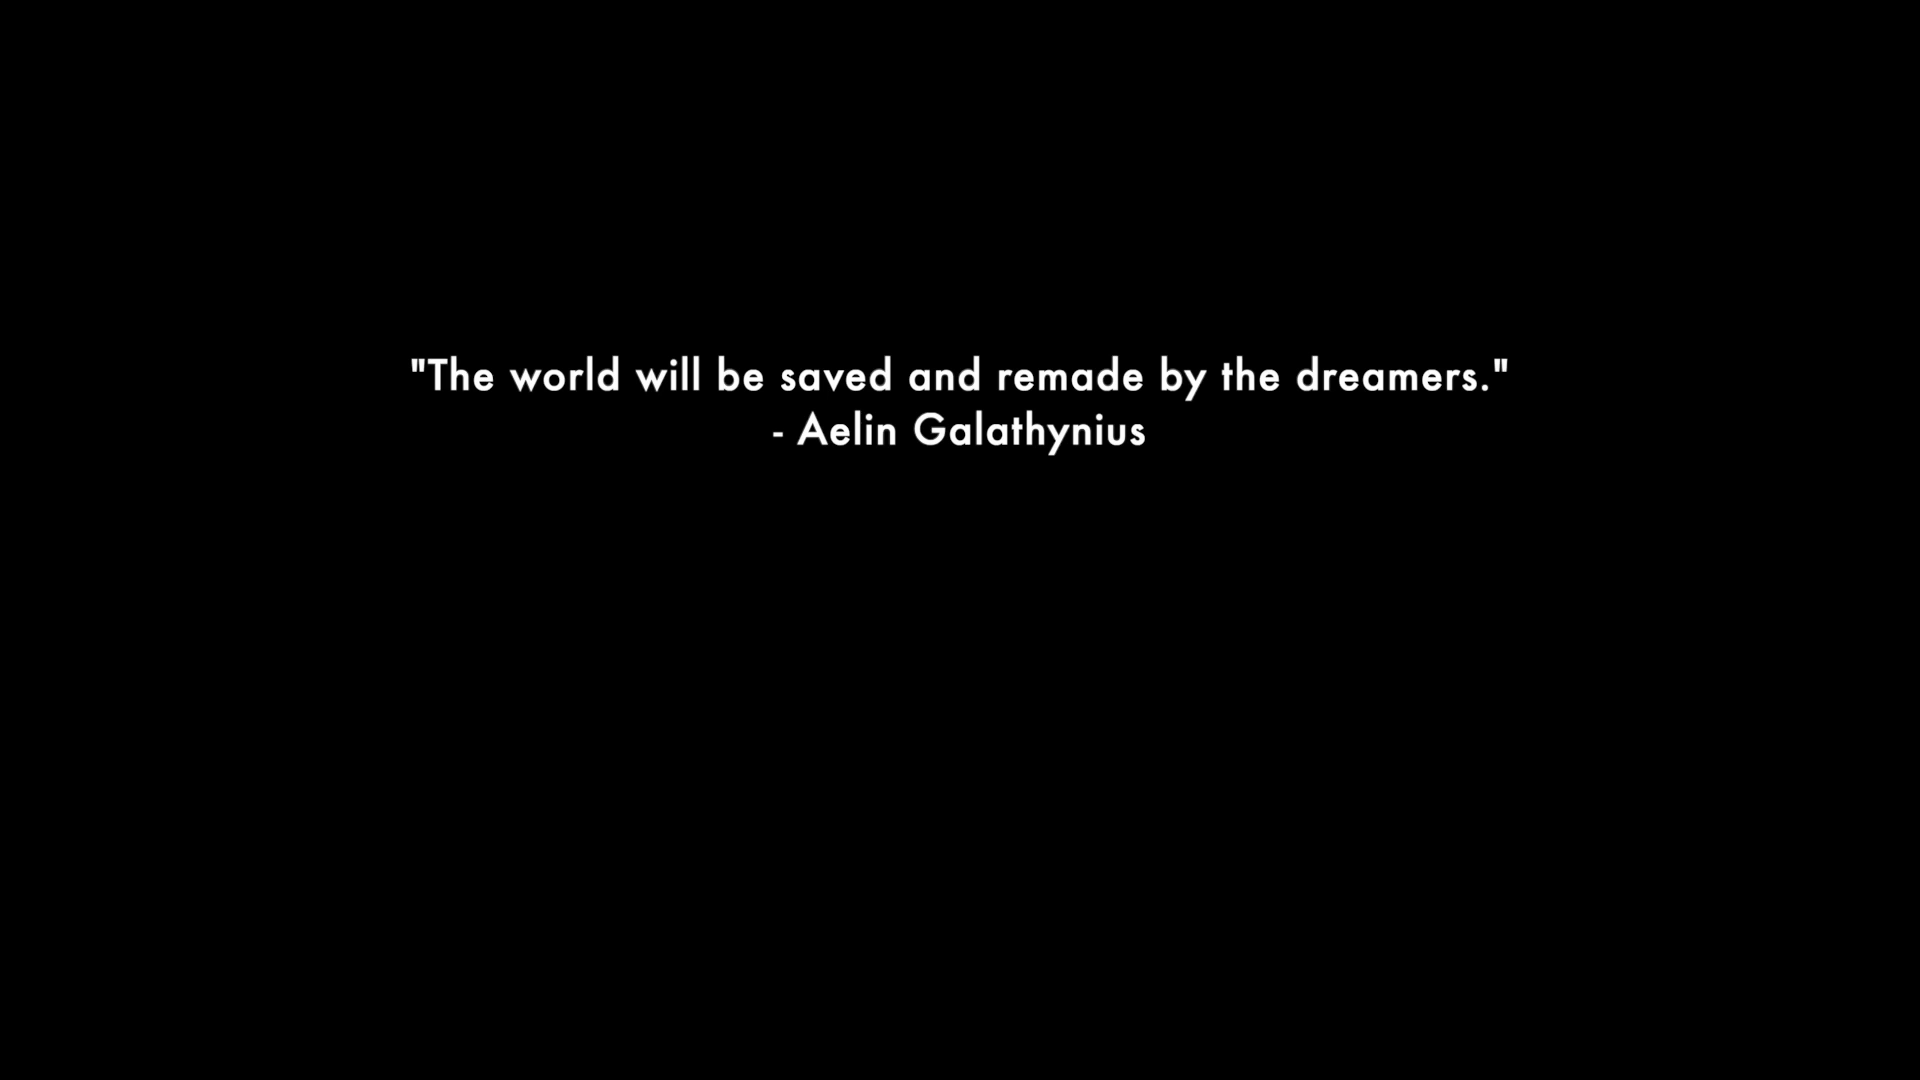 "The world will be saved and remade by the dreamers."
- Aelin Galathynius